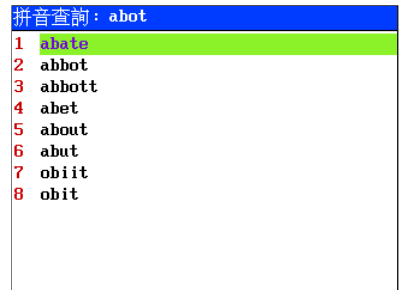 拼音查詢：abot
1 abate
2 abbot
3 abbott
4 abet
5 about
6 abut
7 obiit
8 obit